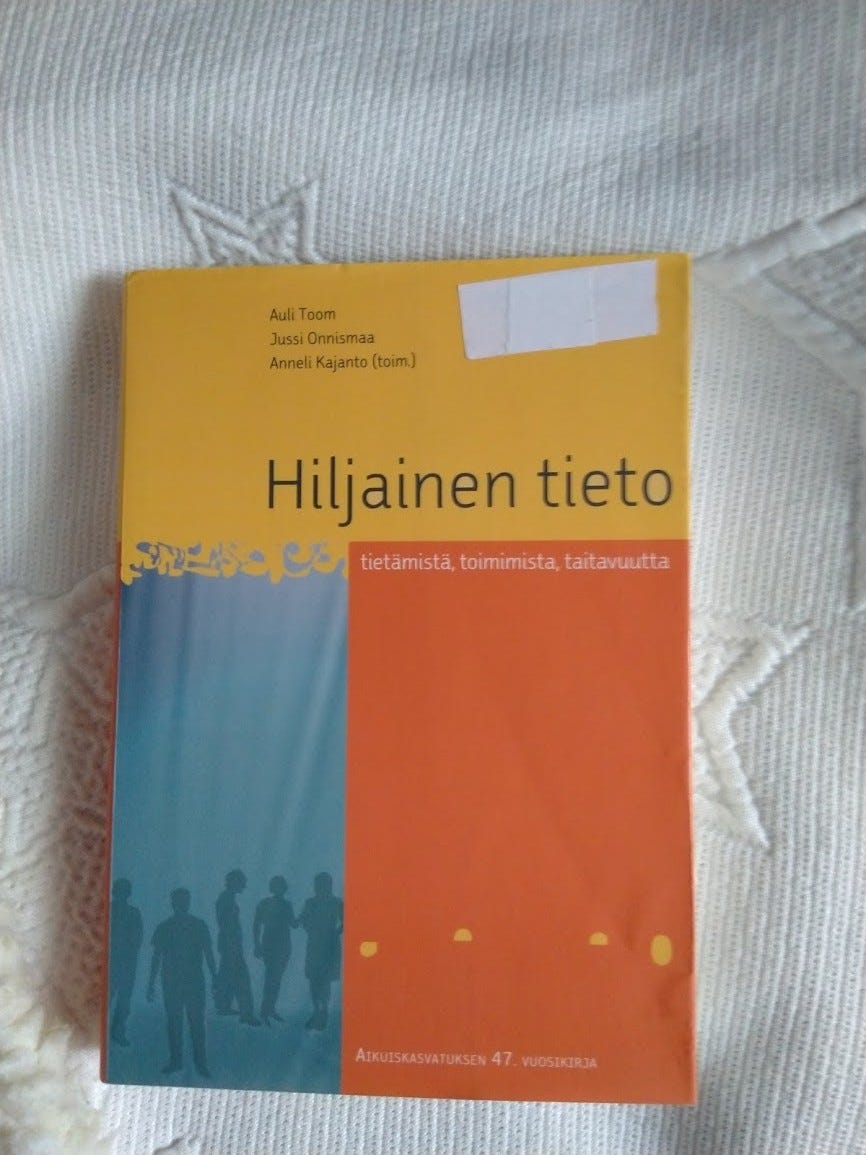 Auli Toom
Jussi Onnismaa
Anneli Kajanto (toim.)
Hiljainen tieto
tietämistä, toimimista, taitavuutta
AIKUISKASVATUKSEN 47. VUOSIKIRJA